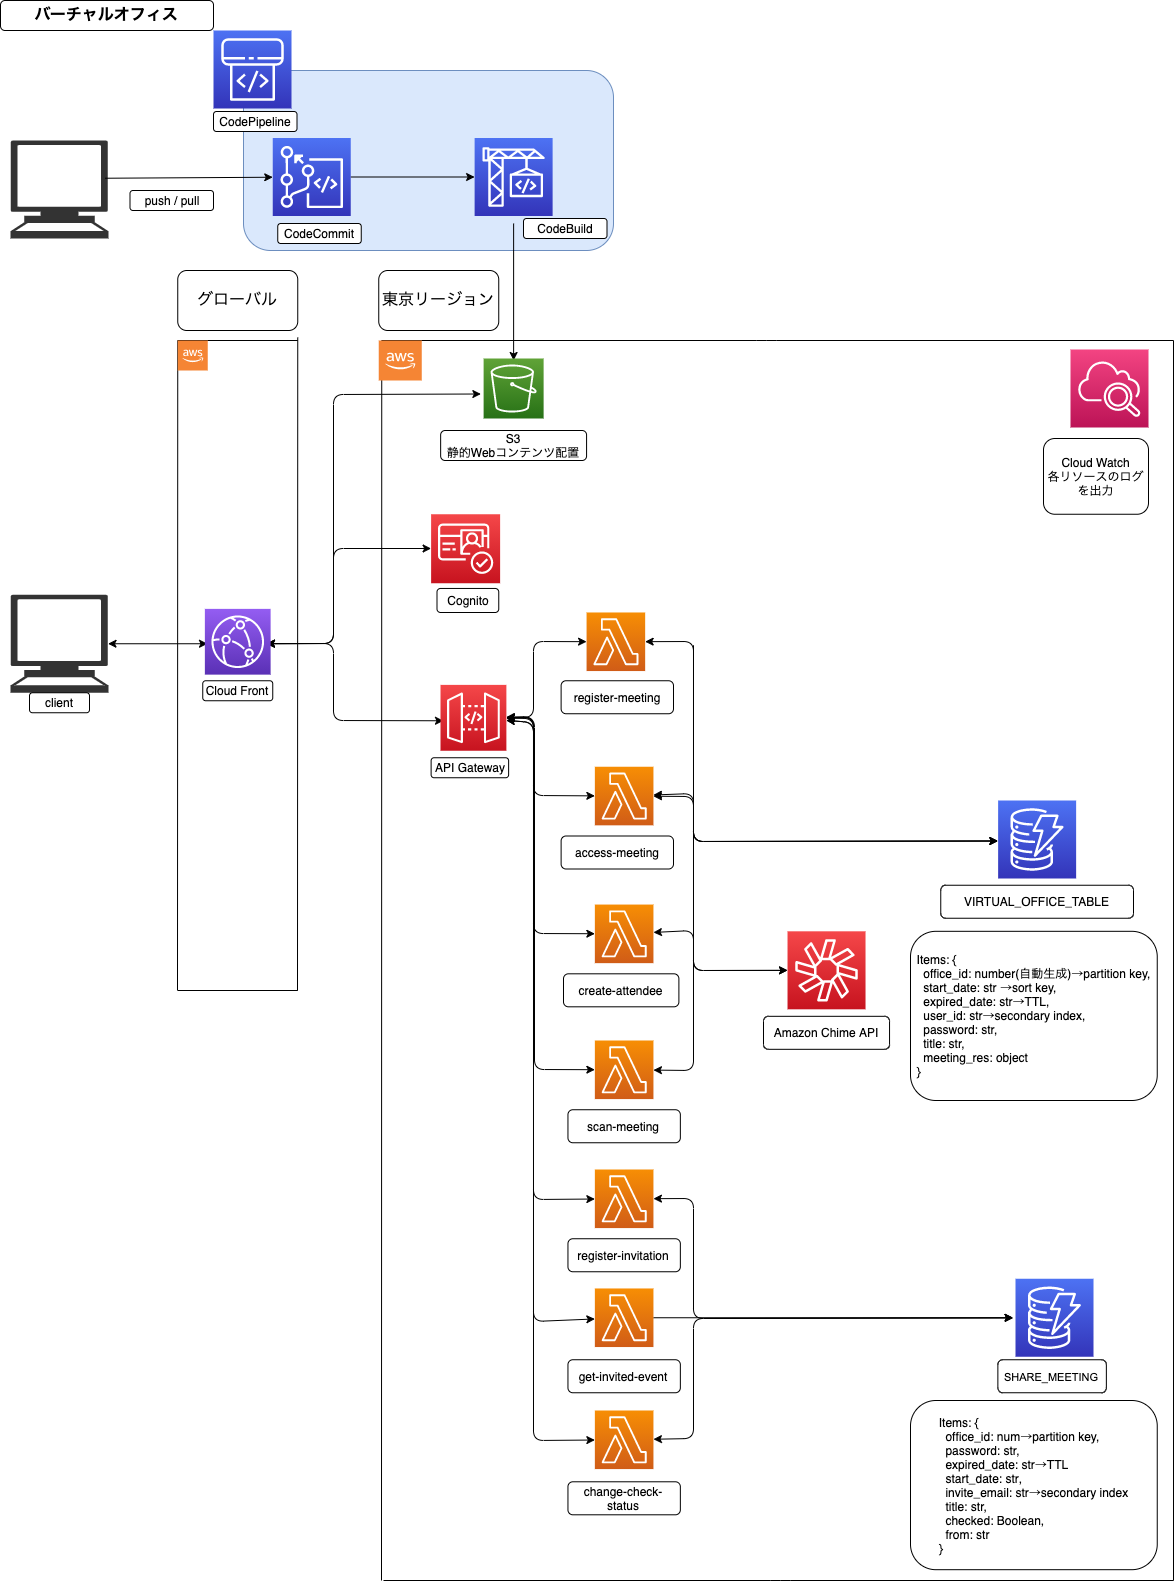 バーチャルオフィス
CodePipeline
push / pull
CodeCommit
CodeBuild
グローバル
東京リージョン
aws
aws
S3
静的Webコンテンツ配置
Cloud Watch
各リソースのログ
を出力
Cognito
client
Cloud Front
API Gateway
register-meeting
access-meeting
create-attendee
scan-meeting
register-invitation
get-invited-event
change-check-
status
Amazon Chime API
VIRTUAL_OFFICE_TABLE
Items: {
office_id: number(自動生成)→partition key,
start_date: str →sort key,
expired_date: str→TTL,
user_id: str→secondary index,
password: str,
title: str,
meeting_res: object
}
SHARE_MEETING
Items: {
office_id: num→partition key,
password: str,
expired_date: str→TTL
start_date: str,
invite_email: str→secondary index
title: str,
checked: Boolean,
from: str
}